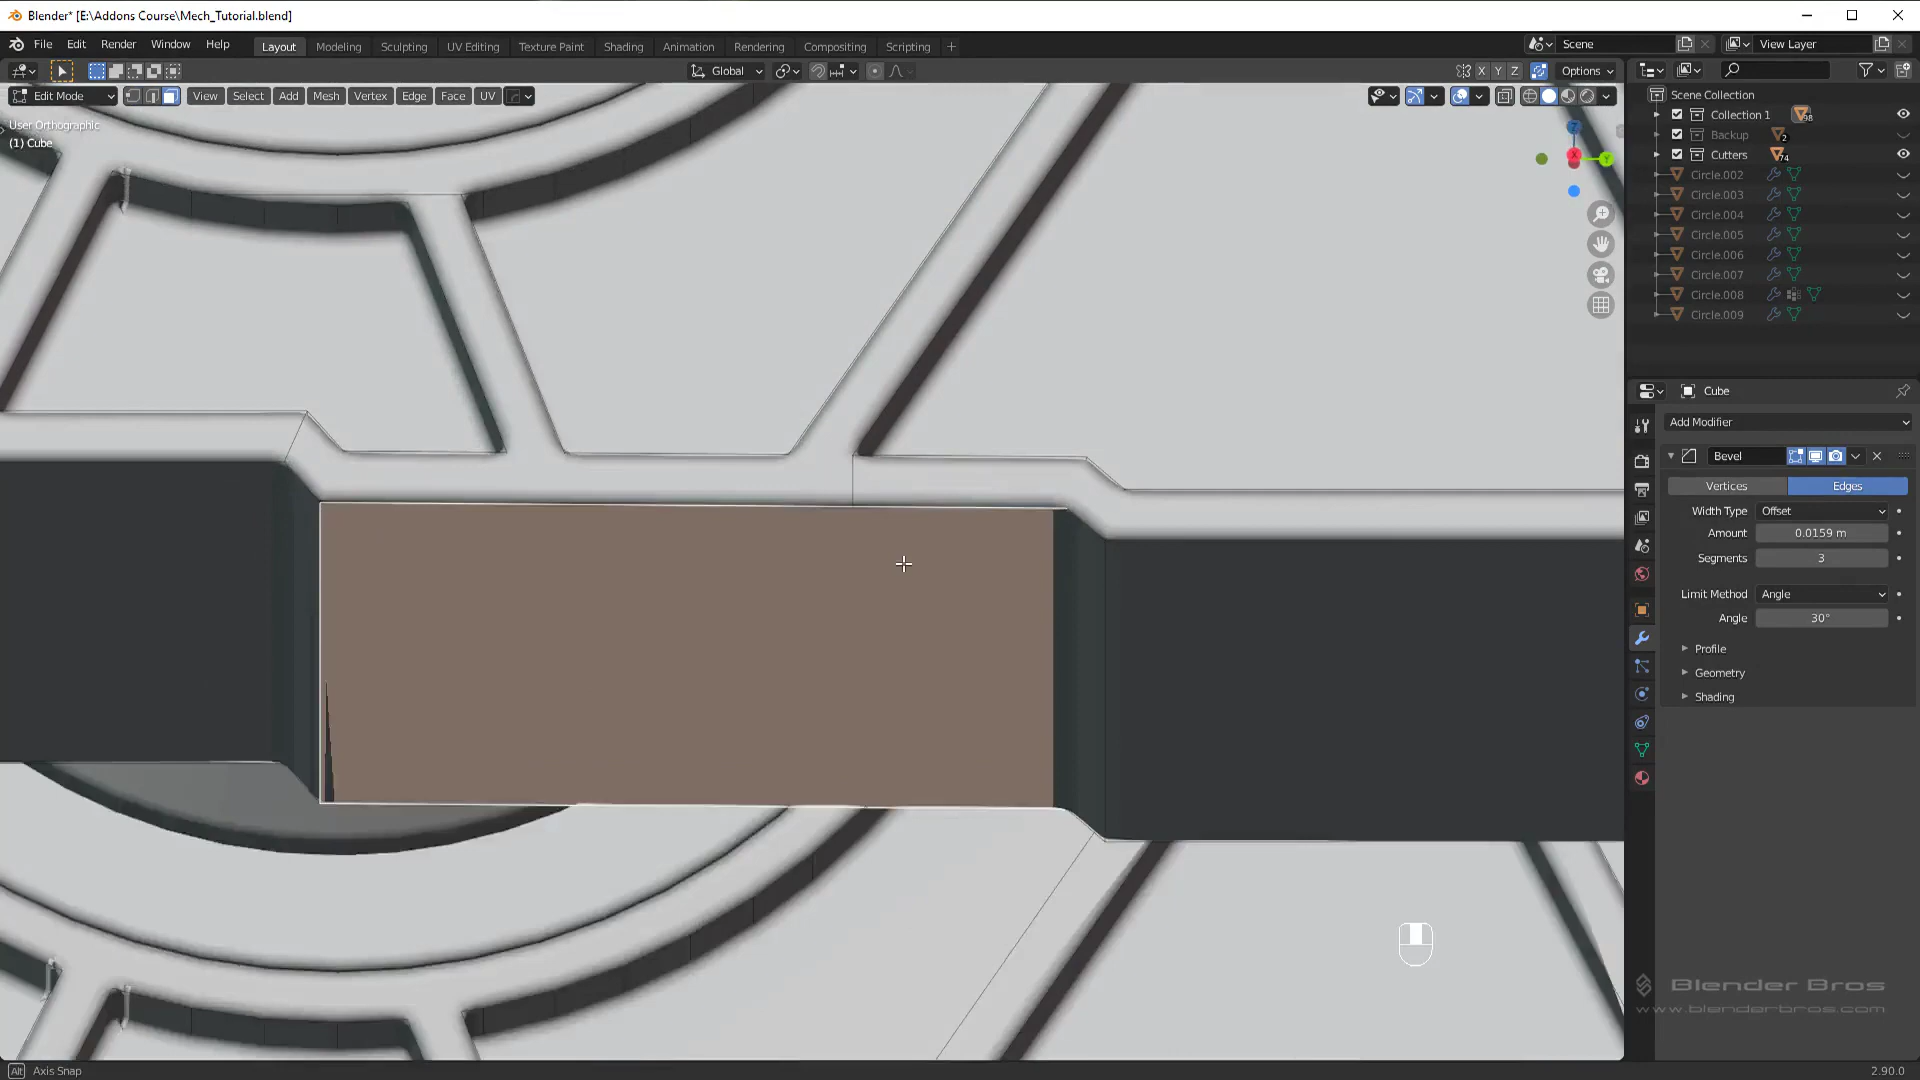 Blender* [E:\Addons Course\Mech_Tutorial.blend]
File Edit Render Window Help
Layout Modeling Sculpting UV Editing Texture Paint Shading Animation Rendering Compositing Scripting +
Scene
View Layer
Global
X Y Z
Options
Edit Mode
View Select Add Mesh Vertex Edge Face UV
User Orthographic
(1) Cube
Z
X
Y
Scene Collection
Collection 1
98
Backup
2
Cutters
74
Circle.002
Circle.003
Circle.004
Circle.005
Circle.006
Circle.007
Circle.008
Circle.009
Cube
Add Modifier
Bevel
Vertices Edges
Width Type Offset
Amount 0.0159 m
Segments 3
Limit Method Angle
Angle 30°
Profile
Geometry
Shading
Blender Bros
www.blenderbros.com
Alt Axis Snap
2.90.0